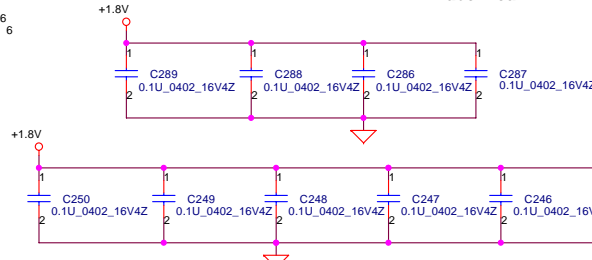 6
6
+1.8V
1 1 1 1
C289 C288 C286 C287
0.1U_0402_16V4Z 0.1U_0402_16V4Z 0.1U_0402_16V4Z 0.1U_0402_16V4Z
2 2 2 2
+1.8V
1 1 1 1 1
C250 C249 C248 C247 C246
0.1U_0402_16V4Z 0.1U_0402_16V4Z 0.1U_0402_16V4Z 0.1U_0402_16V4Z 0.1U_0402_16V
2 2 2 2 2